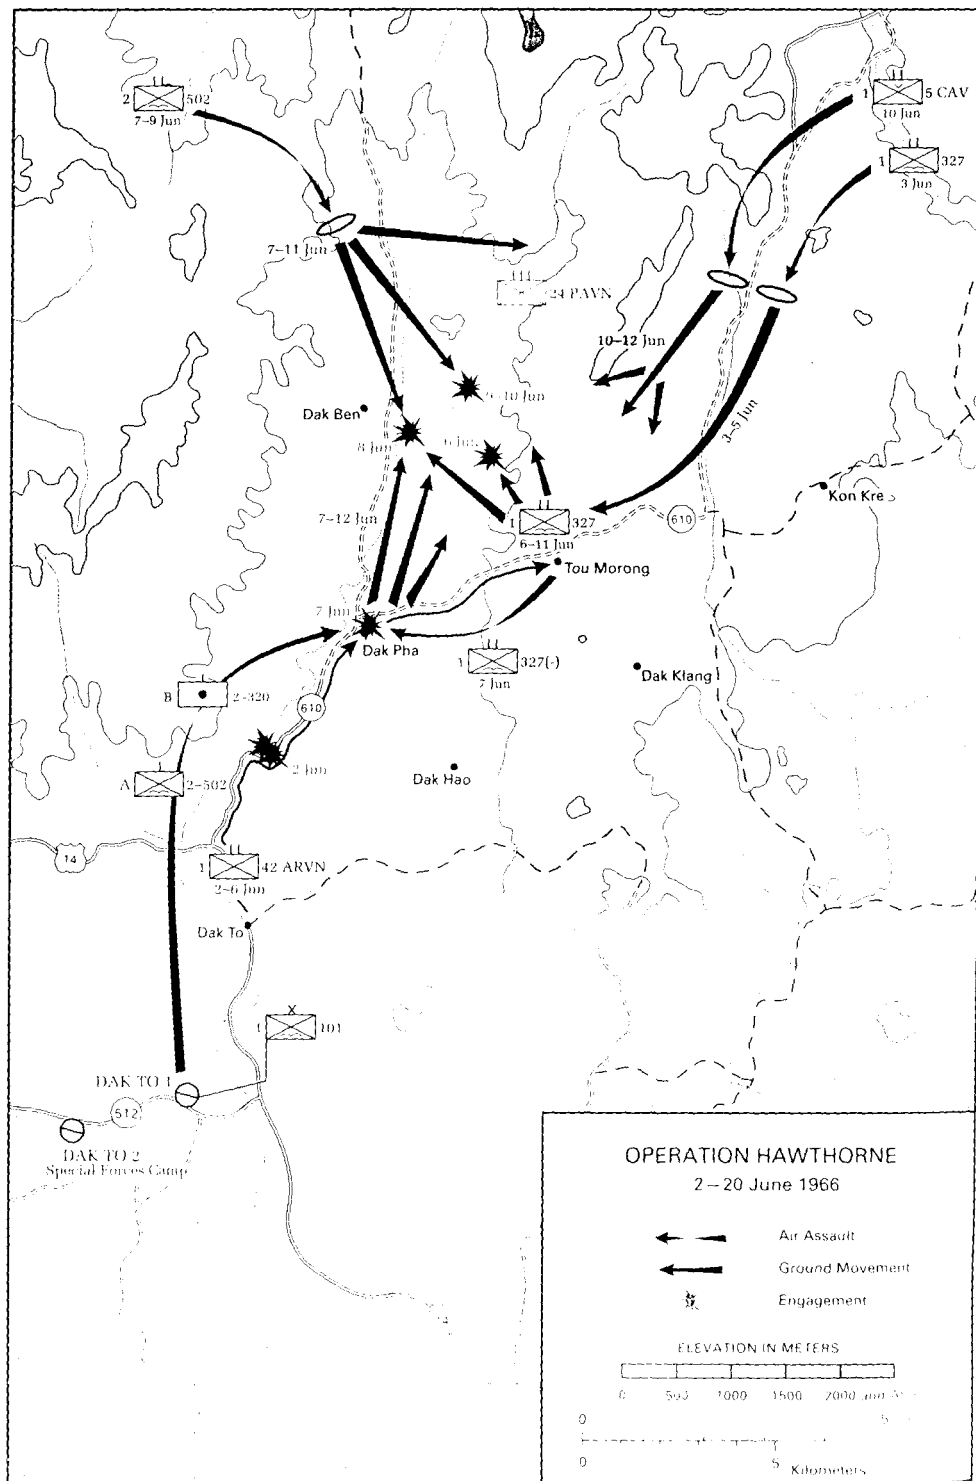 2 502
7-9 Jun
1 5 CAV
10 Jun
1 327
3 Jun
7-11 Jun
24 PAVN
10-12 Jun
3-5 Jun
Dak Ben
8 Jun
6 Jun
Kon Kre
7-12 Jun
1 327
6-11 Jun
610
Tou Morong
7 Jun
Dak Pha
1 327(-)
7 Jun
Dak Klang
B 2-320
610
2 Jun
A 2-502
Dak Hao
14
1 42 ARVN
2-6 Jun
Dak To
1 X 101
DAK TO 1
512
DAK TO 2
Special Forces Camp
14
OPERATION HAWTHORNE
2-20 June 1966
Air Assault
Ground Movement
Engagement
ELEVATION IN METERS
0 500 1000 1500 2000
0 5
0 5
Kilometers